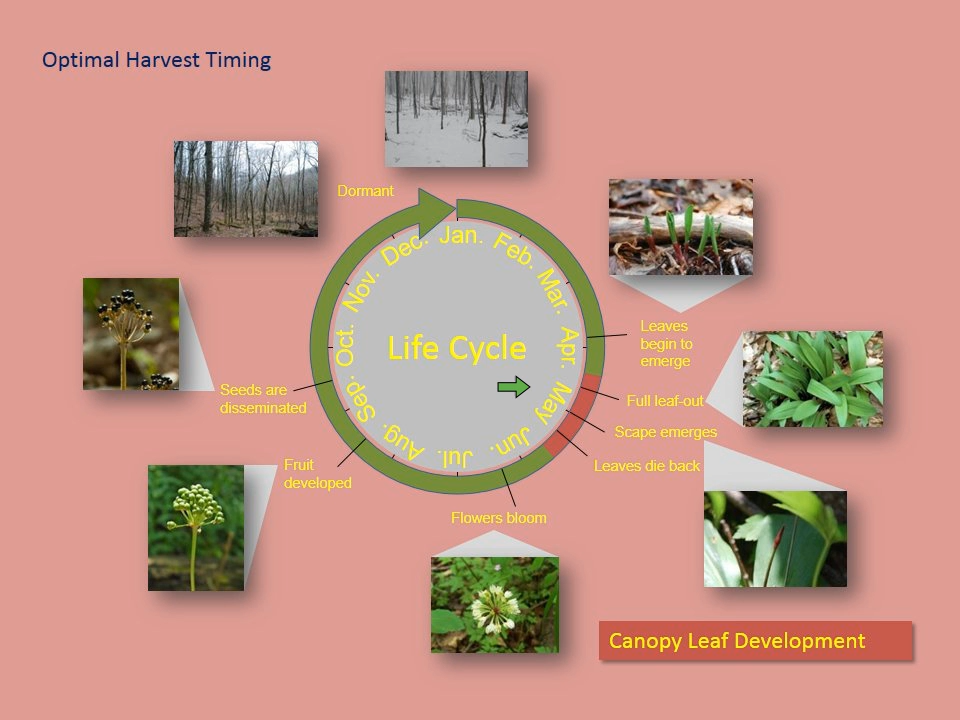 Optimal Harvest Timing
Dormant
Jan.
Feb.
Mar.
Apr.
May
Jun.
Jul.
Aug.
Sep.
Oct.
Nov.
Dec.
Life Cycle
Leaves
begin to
emerge
Full leaf-out
Scape emerges
Leaves die back
Flowers bloom
Fruit
developed
Seeds are
disseminated
Canopy Leaf Development